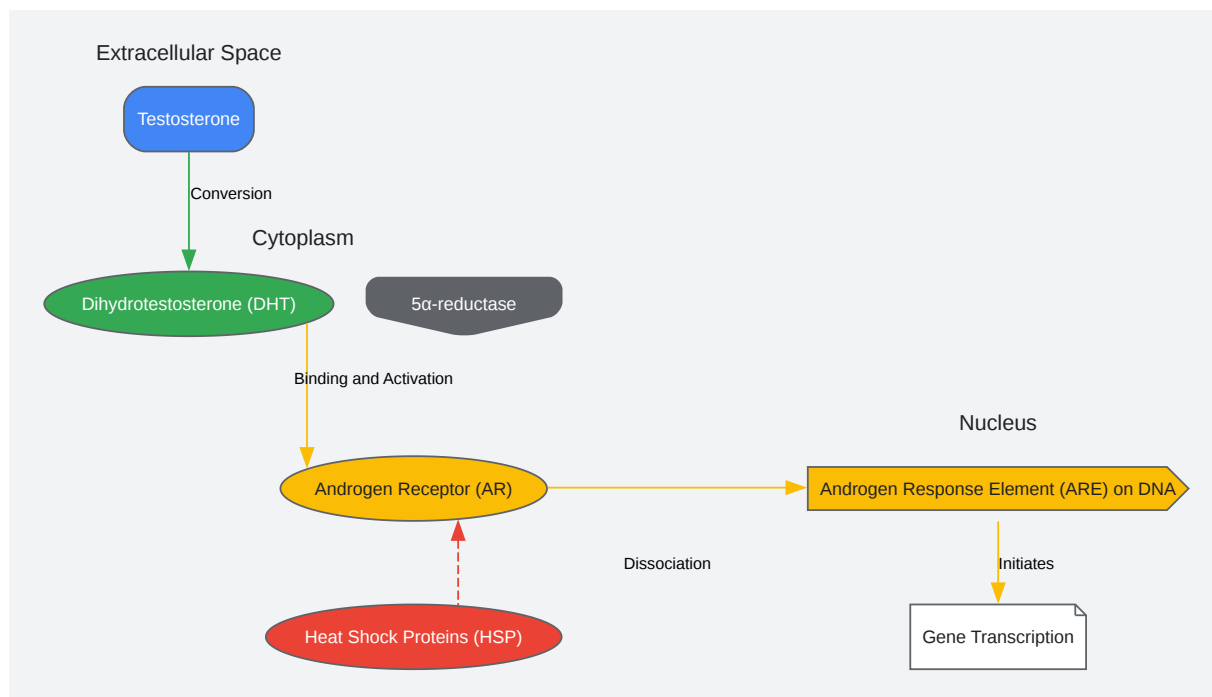 Extracellular Space
Testosterone
Conversion
Cytoplasm
Dihydrotestosterone (DHT)
5α-reductase
Binding and Activation
Nucleus
Androgen Receptor (AR)
Androgen Response Element (ARE) on DNA
Dissociation
Initiates
Heat Shock Proteins (HSP)
Gene Transcription